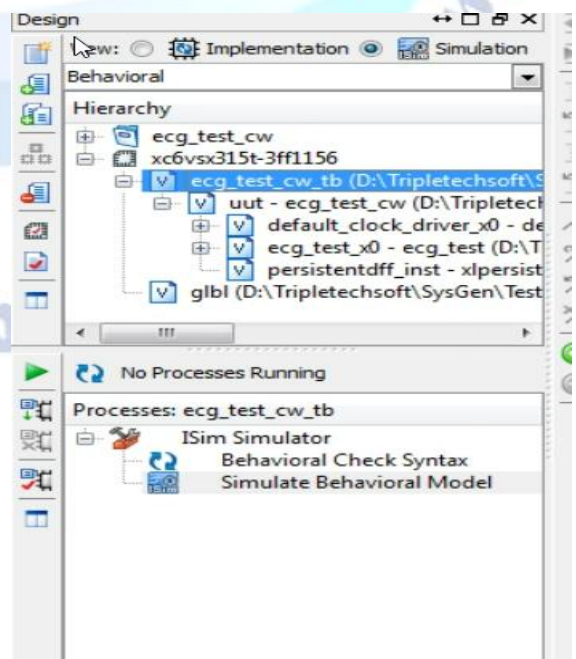 Design
View: Implementation Simulation
Behavioral
Hierarchy
ecg_test_cw
xc6vsx315t-3ff1156
ecg_test_cw_tb (D:\Tripletechsoft\S
uut - ecg_test_cw (D:\Tripletech
default_clock_driver_x0 - de
ecg_test_x0 - ecg_test (D:\T
persistentdff_inst - xlpersist
glbl (D:\Tripletechsoft\SysGen\Test
No Processes Running
Processes: ecg_test_cw_tb
ISim Simulator
Behavioral Check Syntax
Simulate Behavioral Model